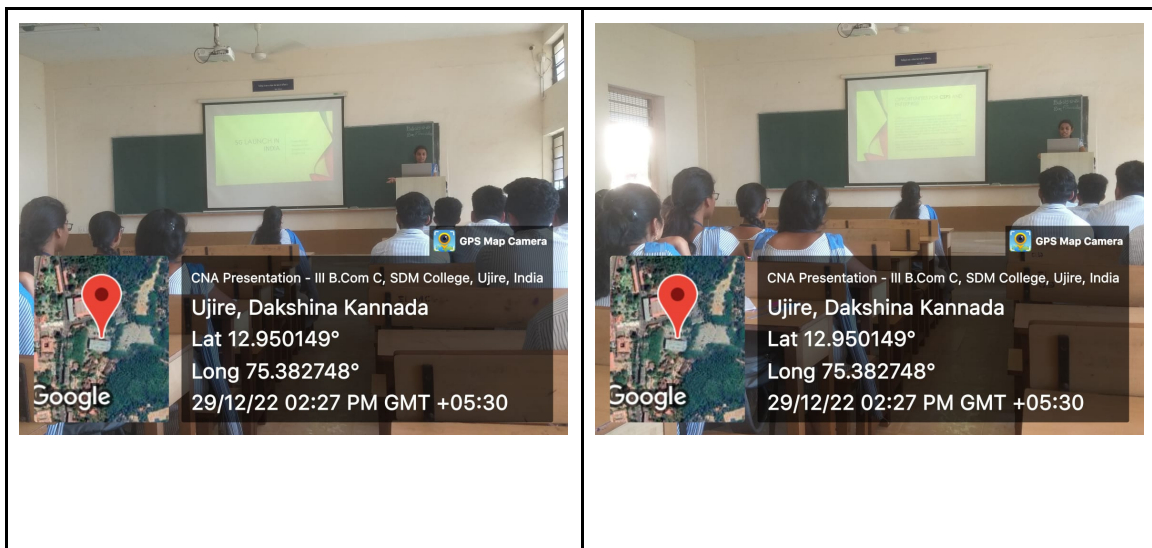 GPS Map Camera
CNA Presentation - III B.Com C, SDM College, Ujire, India
Ujire, Dakshina Kannada
Lat 12.950149°
Long 75.382748°
29/12/22 02:27 PM GMT +05:30
Google
GPS Map Camera
CNA Presentation - III B.Com C, SDM College, Ujire, India
Ujire, Dakshina Kannada
Lat 12.950149°
Long 75.382748°
29/12/22 02:27 PM GMT +05:30
Google